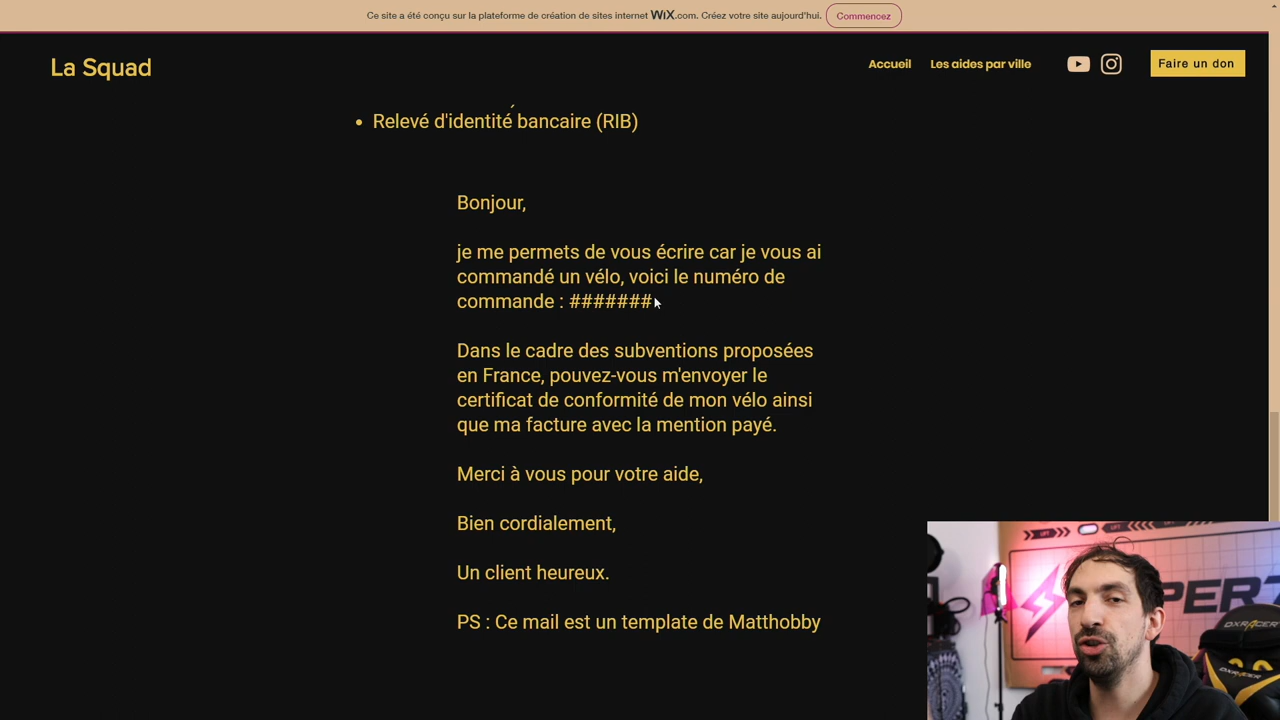 Ce site a été conçu sur la plateforme de création de sites internet WiX.com. Créez votre site aujourd'hui. Commencez
La Squad Accueil Les aides par ville Faire un don
• Relevé d'identité bancaire (RIB)
Bonjour,
je me permets de vous écrire car je vous ai
commandé un vélo, voici le numéro de
commande : #######
Dans le cadre des subventions proposées
en France, pouvez-vous m'envoyer le
certificat de conformité de mon vélo ainsi
que ma facture avec la mention payé.
Merci à vous pour votre aide,
Bien cordialement,
Un client heureux.
PS : Ce mail est un template de Matthobby
LIFT
PERT
DXRACER